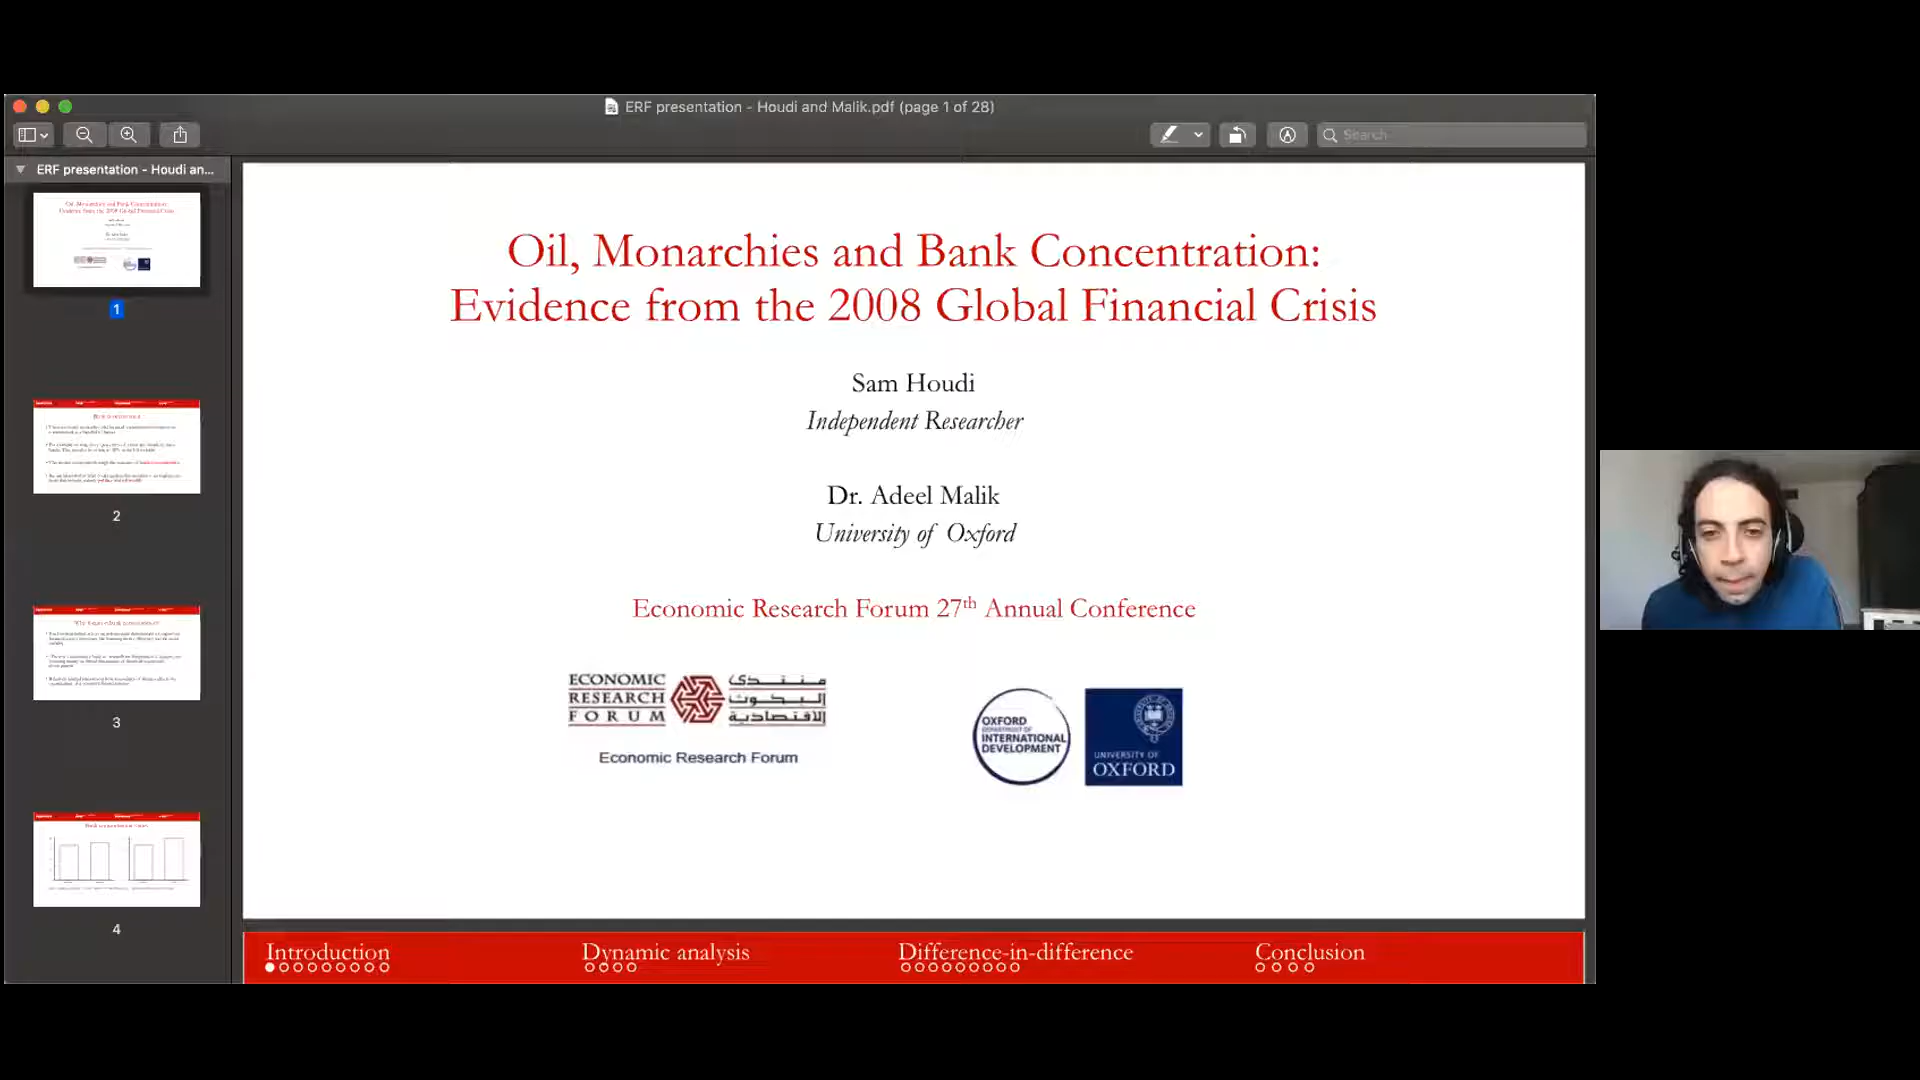 ERF presentation - Houdi and Malik.pdf (page 1 of 28)
Search
ERF presentation - Houdi an...
1
2
3
4
Oil, Monarchies and Bank Concentration:
Evidence from the 2008 Global Financial Crisis
Sam Houdi
Independent Researcher
Dr. Adeel Malik
University of Oxford
Economic Research Forum 27th Annual Conference
ECONOMIC
RESEARCH
FORUM
منتدى
البحوث
الاقتصادية
Economic Research Forum
OXFORD
DEPARTMENT OF
INTERNATIONAL
DEVELOPMENT
UNIVERSITY OF
OXFORD
Introduction
Dynamic analysis
Difference-in-difference
Conclusion